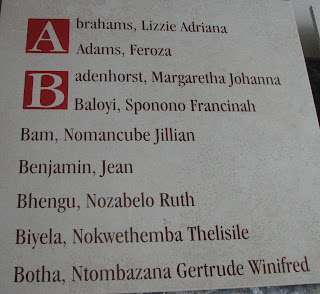 Abrahams, Lizzie Adriana
Adams, Feroza
Badenhorst, Margaretha Johanna
Baloyi, Sponono Francinah
Bam, Nomancube Jillian
Benjamin, Jean
Bhengu, Nozabelo Ruth
Biyela, Nokwethemba Thelisile
Botha, Ntombazana Gertrude Winifred